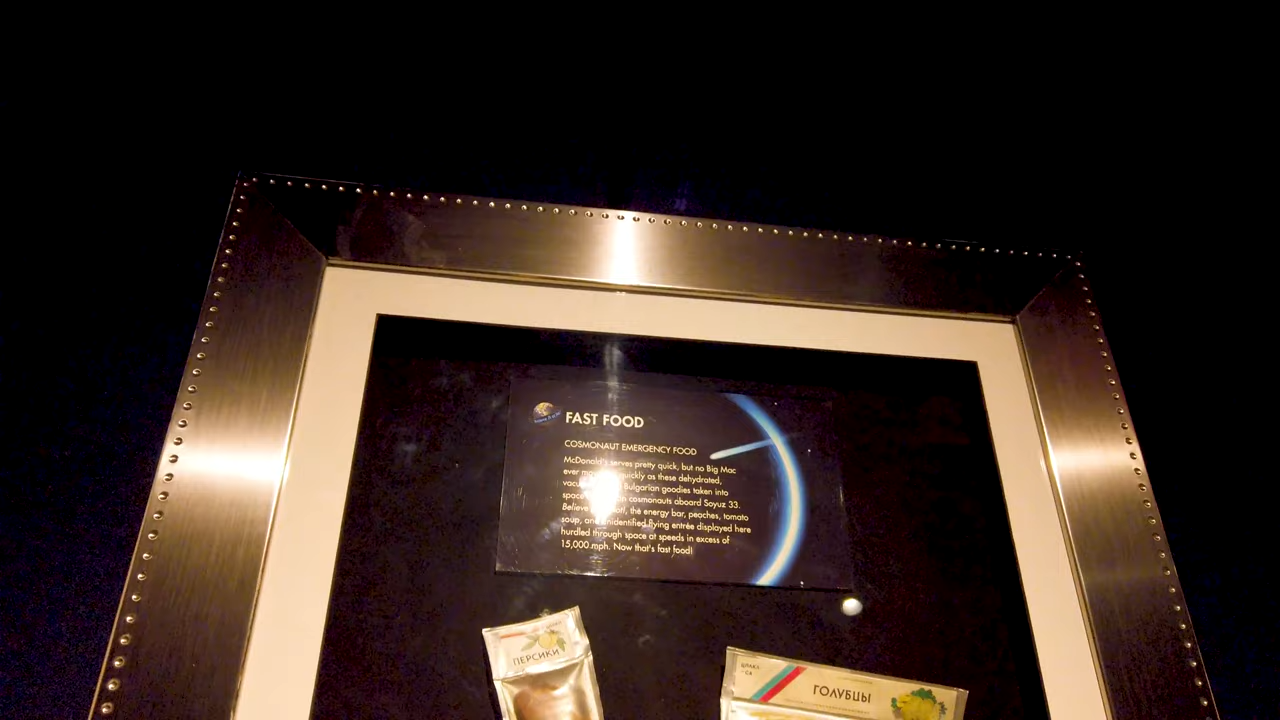 FAST FOOD
COSMONAUT EMERGENCY FOOD
McDonald's serves pretty quick, but no Big Mac
ever quickly as these dehydrated,
Bulgarian goodies taken into
space cosmonauts aboard Soyuz 33.
Believe the energy bar, peaches, tomato
soup, and unidentified flying entrée displayed here
hurdled through space at speeds in excess of
15,000 mph. Now that's fast food!
ПЕРСИКИ
ГОЛУБЦЫ